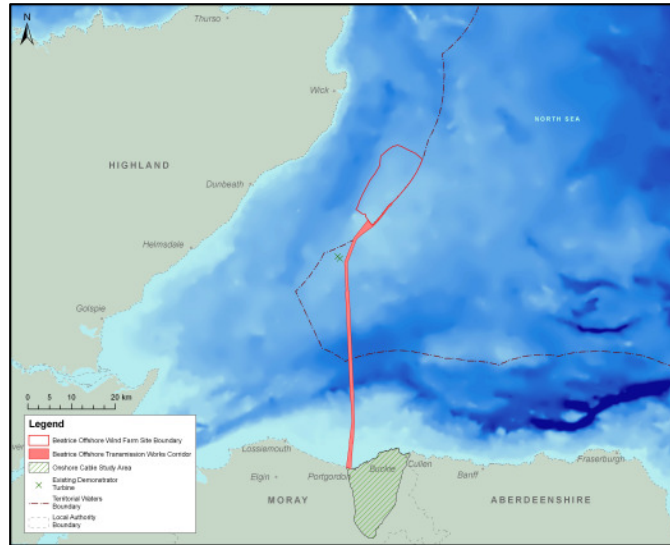 Thurso
N
Wick
NORTH SEA
HIGHLAND
Dunbeath
Helmsdale
Golspie
0 5 10 20 km
Legend
Beatrice Offshore Wind Farm Site Boundary
Beatrice Offshore Transmission Works Corridor
Onshore Cable Study Area
Existing Demonstrator
Turbine
Territorial Waters
Boundary
Local Authority
Boundary
Lossiemouth
Elgin
Portgordon
Buckie
Cullen
Banff
Fraserburgh
MORAY
ABERDEENSHIRE